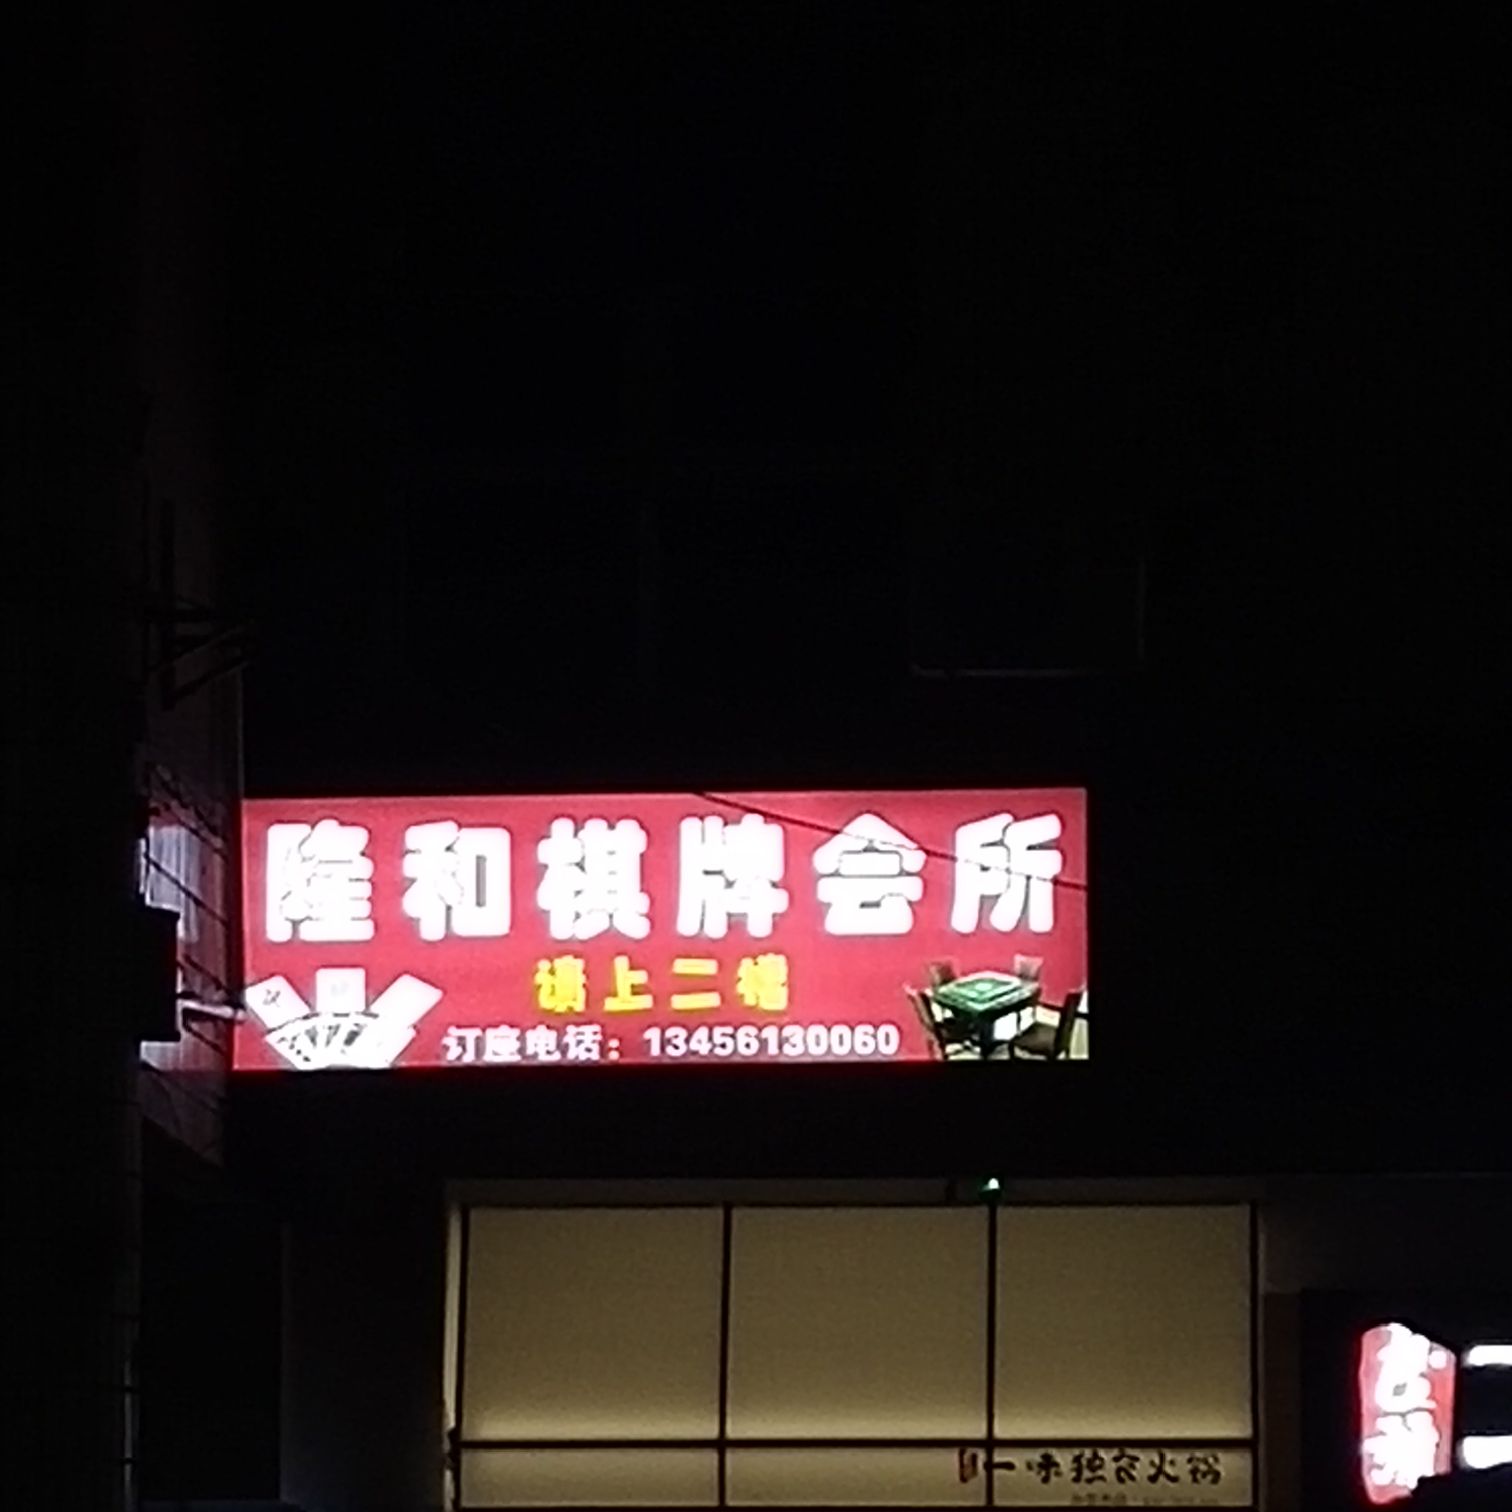 隆和棋牌会所
请上二楼
订座电话：13456130060
一味独食火锅